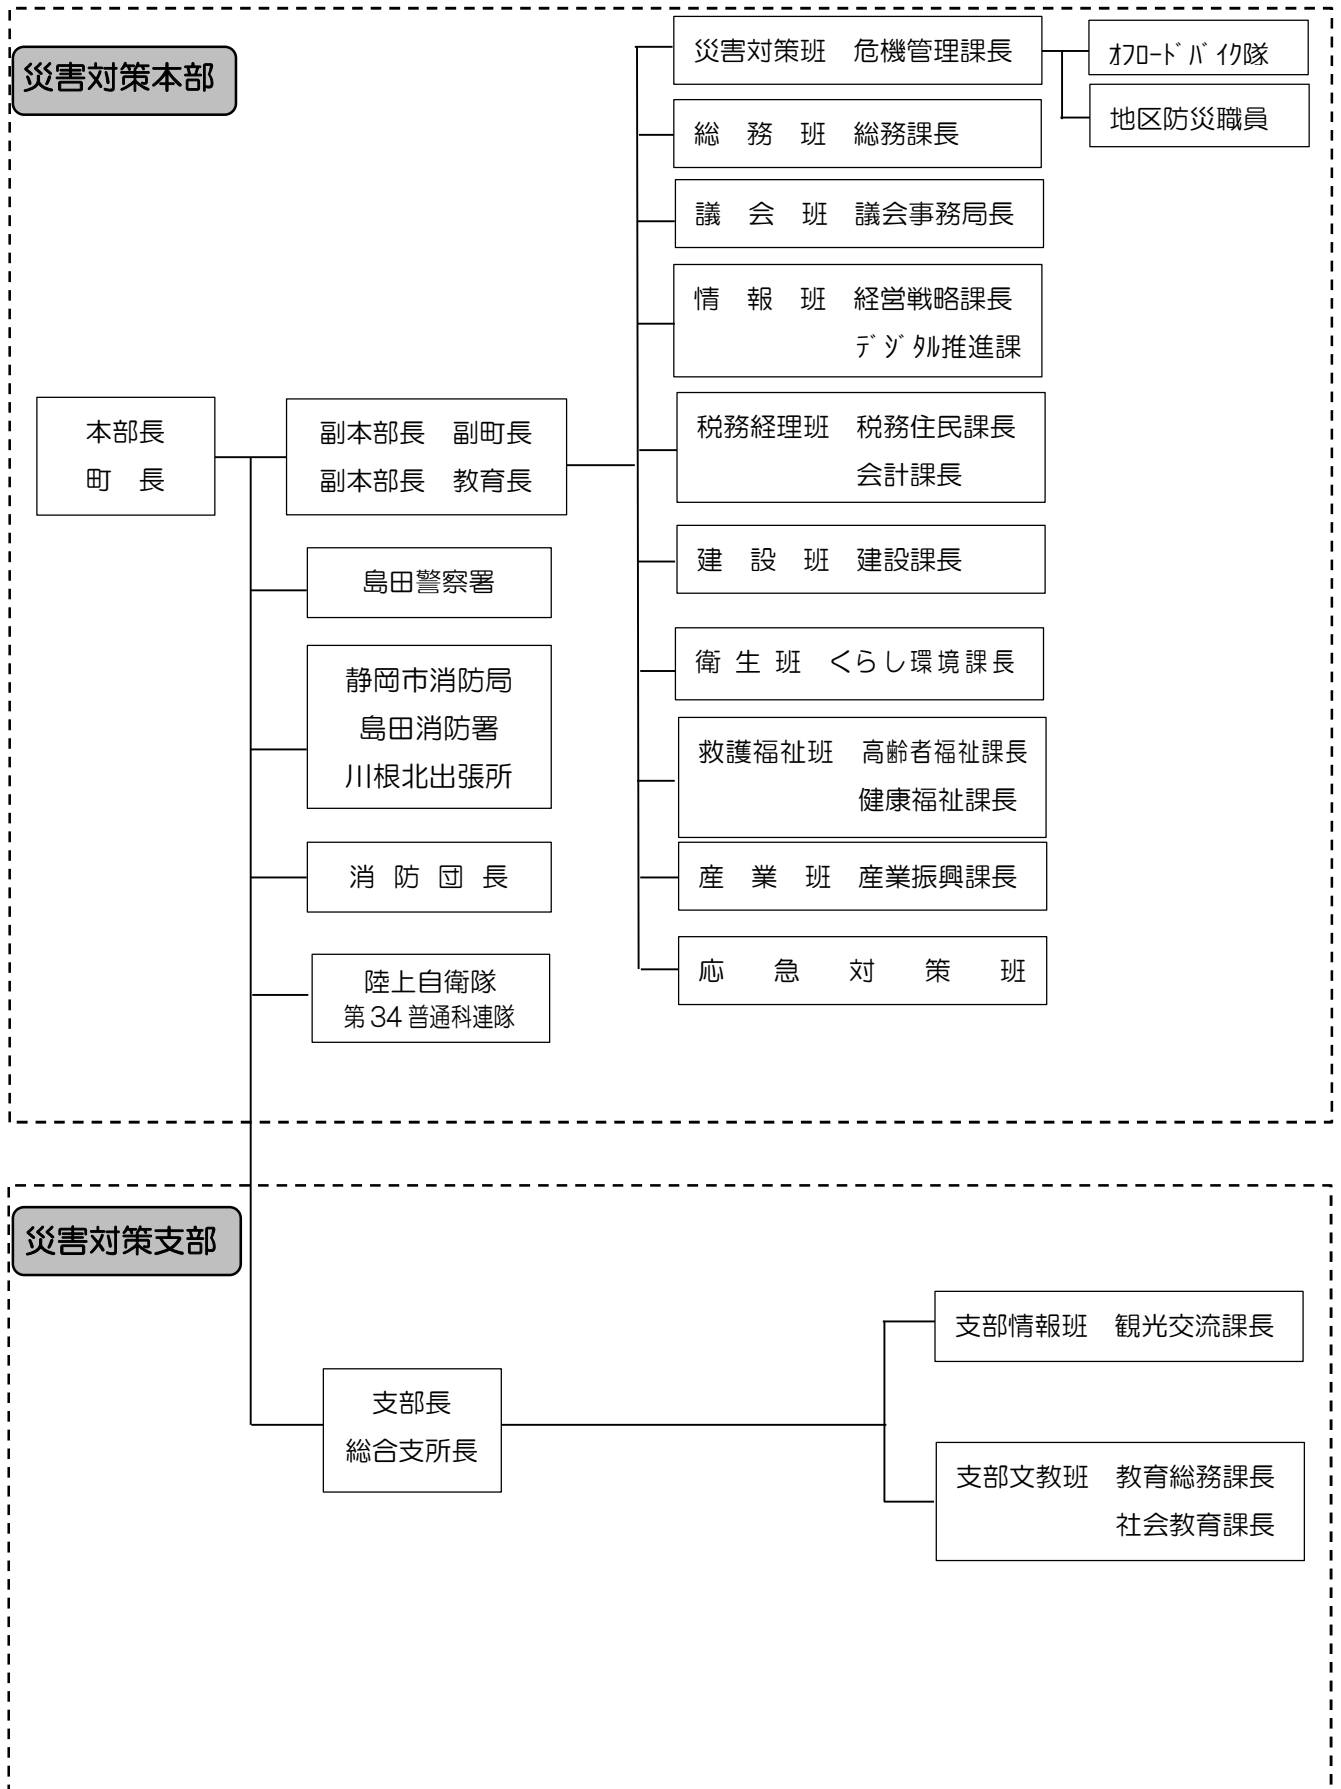 災害対策本部
災害対策班　危機管理課長
ｵﾌﾛｰﾄﾞﾊﾞｲｸ隊
地区防災職員
総　務　班　総務課長
議　会　班　議会事務局長
情　報　班　経営戦略課長
ﾃﾞｼﾞﾀﾙ推進課
税務経理班　税務住民課長
会計課長
建　設　班　建設課長
衛 生 班　くらし環境課長
救護福祉班　高齢者福祉課長
健康福祉課長
産　業　班　産業振興課長
応　急　対　策　班
本部長
町　長
副本部長　副町長
副本部長　教育長
島田警察署
静岡市消防局
島田消防署
川根北出張所
消 防 団 長
陸上自衛隊
第34普通科連隊
災害対策支部
支部長
総合支所長
支部情報班　観光交流課長
支部文教班　教育総務課長
社会教育課長